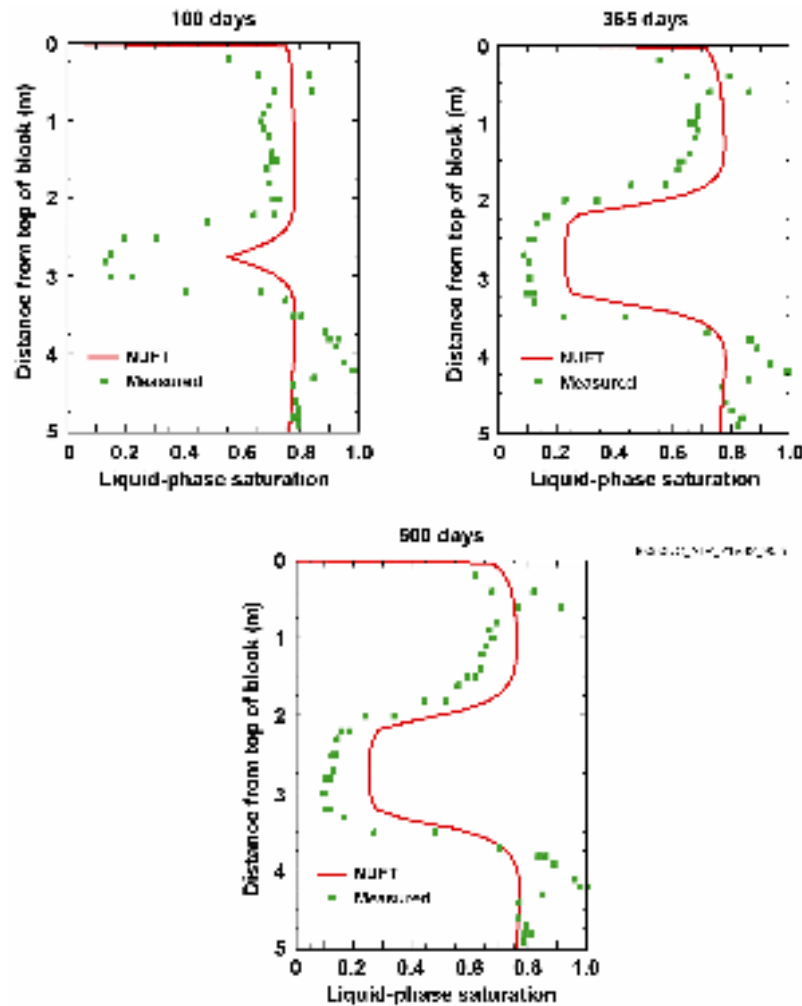 100 days
Distance from top of block (m)
0
1
2
3
4
5
NUFT
Measured
0 0.2 0.4 0.6 0.8 1.0
Liquid-phase saturation
365 days
Distance from top of block (m)
0
1
2
3
4
5
NUFT
Measured
0 0.2 0.4 0.6 0.8 1.0
Liquid-phase saturation
500 days
Distance from top of block (m)
0
1
2
3
4
5
NUFT
Measured
0 0.2 0.4 0.6 0.8 1.0
Liquid-phase saturation